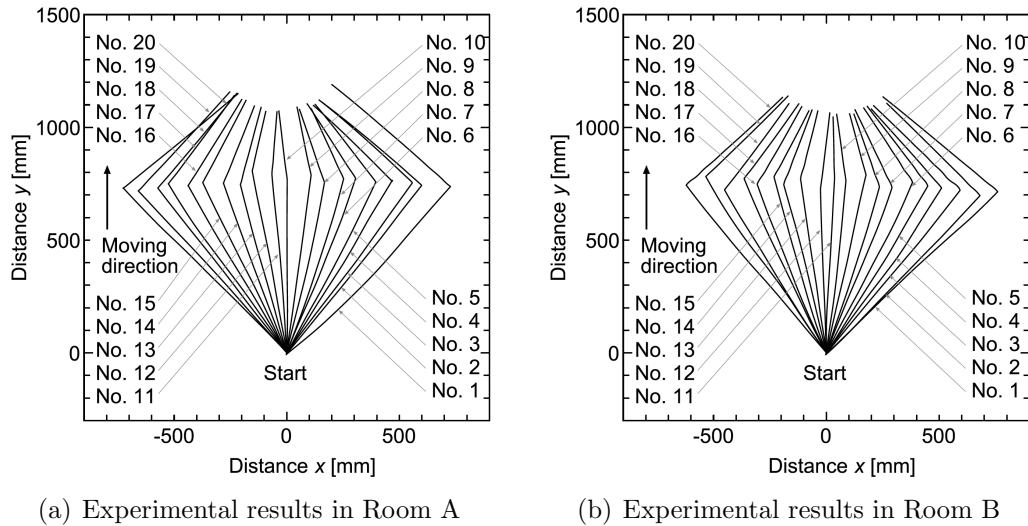 1500
1000
500
0
-500
0
500
Distance y [mm]
Distance x [mm]
No. 20
No. 19
No. 18
No. 17
No. 16
No. 10
No. 9
No. 8
No. 7
No. 6
Moving
direction
No. 15
No. 14
No. 13
No. 12
No. 11
No. 5
No. 4
No. 3
No. 2
No. 1
Start
(a) Experimental results in Room A
1500
1000
500
0
-500
0
500
Distance y [mm]
Distance x [mm]
No. 20
No. 19
No. 18
No. 17
No. 16
No. 10
No. 9
No. 8
No. 7
No. 6
Moving
direction
No. 15
No. 14
No. 13
No. 12
No. 11
No. 5
No. 4
No. 3
No. 2
No. 1
Start
(b) Experimental results in Room B